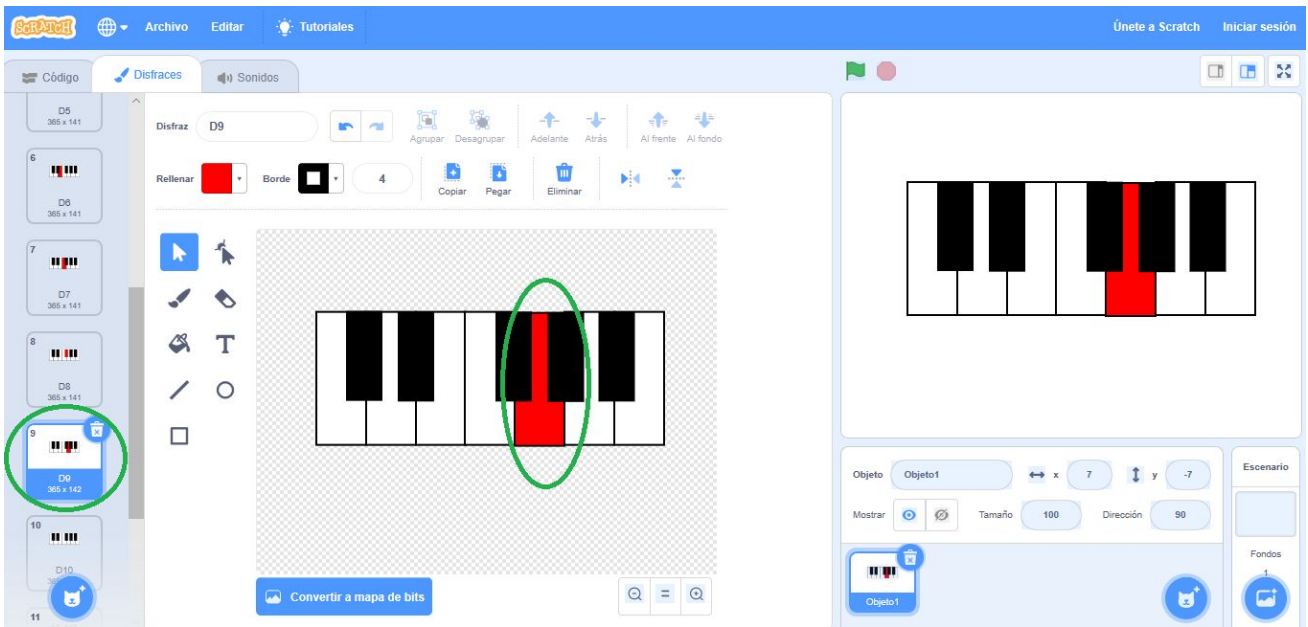 SCRATCH Archivo Editar Tutoriales Únete a Scratch Iniciar sesión
Código Disfraces Sonidos
D5
365 x 141
6
D6
365 x 141
7
D7
365 x 141
8
D8
365 x 141
9
D9
365 x 142
10
D10
11
Disfraz D9 Agrupar Desagrupar Adelante Atrás Al frente Al fondo
Rellenar Borde 4 Copiar Pegar Eliminar
T
Convertir a mapa de bits =
Objeto Objeto1 x 7 y -7
Mostrar Tamaño 100 Dirección 90
Objeto1
Escenario
Fondos
1